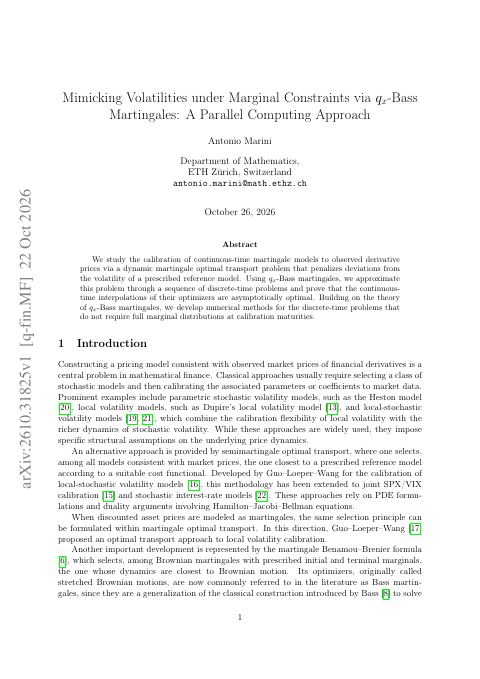 Mimicking Volatilities under Marginal Constraints via qₓ-Bass
Martingales: A Parallel Computing Approach
Antonio Marini
Department of Mathematics,
ETH Zürich, Switzerland
antonio.marini@math.ethz.ch
October 26, 2026
Abstract
We study the calibration of continuous-time martingale models to observed derivative
prices via a dynamic martingale optimal transport problem that penalizes deviations from
the volatility of a prescribed reference model. Using qₓ-Bass martingales, we approximate
this problem through a sequence of discrete-time problems and prove that the continuous-
time interpolations of their optimizers are asymptotically optimal. Building on the theory
of qₓ-Bass martingales, we develop numerical methods for the discrete-time problems that
do not require full marginal distributions at calibration maturities.
1 Introduction
Constructing a pricing model consistent with observed market prices of financial derivatives is a
central problem in mathematical finance. Classical approaches usually require selecting a class of
stochastic models and then calibrating the associated parameters or coefficients to market data.
Prominent examples include parametric stochastic volatility models, such as the Heston model
[20], local volatility models, such as Dupire's local volatility model [13], and local-stochastic
volatility models [19, 21], which combine the calibration flexibility of local volatility with the
richer dynamics of stochastic volatility. While these approaches are widely used, they impose
specific structural assumptions on the underlying price dynamics.
An alternative approach is provided by semimartingale optimal transport, where one selects,
among all models consistent with market prices, the one closest to a prescribed reference model
according to a suitable cost functional. Developed by Guo–Loeper–Wang for the calibration of
local-stochastic volatility models [16], this methodology has been extended to joint SPX/VIX
calibration [15] and stochastic interest-rate models [22]. These approaches rely on PDE formu-
lations and duality arguments involving Hamilton–Jacobi–Bellman equations.
When discounted asset prices are modeled as martingales, the same selection principle can
be formulated within martingale optimal transport. In this direction, Guo–Loeper–Wang [17]
proposed an optimal transport approach to local volatility calibration.
Another important development is represented by the martingale Benamou–Brenier formula
[6], which selects, among Brownian martingales with prescribed initial and terminal marginals,
the one whose dynamics are closest to Brownian motion. Its optimizers, originally called
stretched Brownian motions, are now commonly referred to in the literature as Bass martin-
gales, since they are a generalization of the classical construction introduced by Bass [8] to solve
1
arXiv:2610.31825v1 [q-fin.MF] 22 Oct 2026